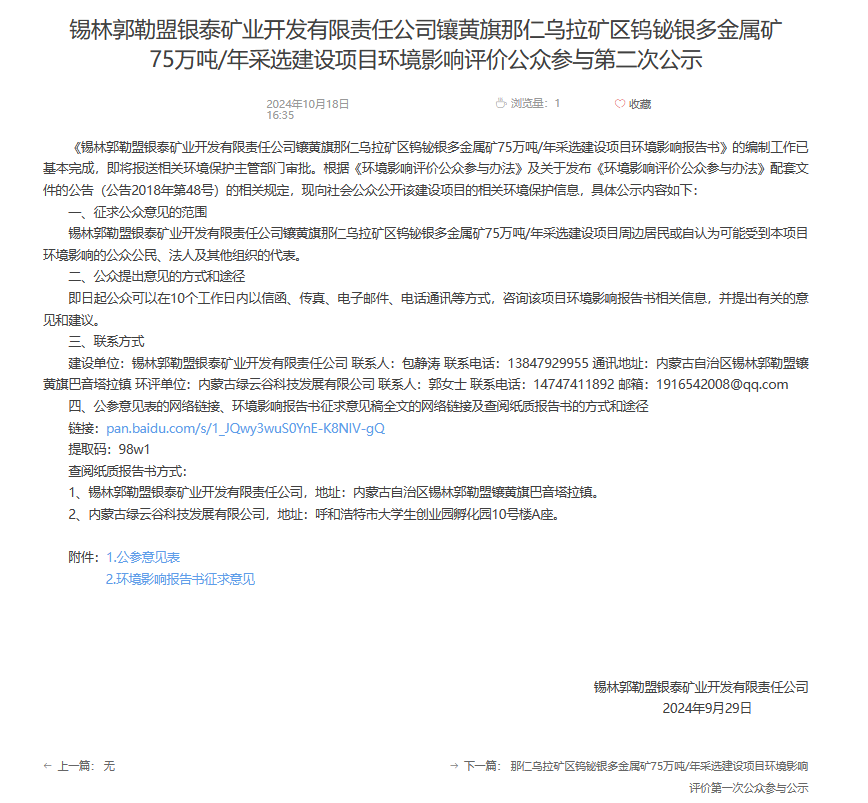 锡林郭勒盟银泰矿业开发有限责任公司镶黄旗那仁乌拉矿区钨铋银多金属矿
75万吨/年采选建设项目环境影响评价公众参与第二次公示
2024年10月18日
16:35
浏览量：1
收藏
《锡林郭勒盟银泰矿业开发有限责任公司镶黄旗那仁乌拉矿区钨铋银多金属矿75万吨/年采选建设项目环境影响报告书》的编制工作已
基本完成，即将报送相关环境保护主管部门审批。根据《环境影响评价公众参与办法》及关于发布《环境影响评价公众参与办法》配套文
件的公告（公告2018年第48号）的相关规定，现向社会公众公开该建设项目的相关环境保护信息，具体公示内容如下：
一、征求公众意见的范围
锡林郭勒盟银泰矿业开发有限责任公司镶黄旗那仁乌拉矿区钨铋银多金属矿75万吨/年采选建设项目周边居民或自认为可能受到本项目
环境影响的公众公民、法人及其他组织的代表。
二、公众提出意见的方式和途径
即日起公众可以在10个工作日内以信函、传真、电子邮件、电话通讯等方式，咨询该项目环境影响报告书相关信息，并提出有关的意
见和建议。
三、联系方式
建设单位：锡林郭勒盟银泰矿业开发有限责任公司 联系人：包静涛 联系电话：13847929955 通讯地址：内蒙古自治区锡林郭勒盟镶
黄旗巴音塔拉镇 环评单位：内蒙古绿云谷科技发展有限公司 联系人：郭女士 联系电话：14747411892 邮箱：1916542008@qq.com
四、公参意见表的网络链接、环境影响报告书征求意见稿全文的网络链接及查阅纸质报告书的方式和途径
链接：pan.baidu.com/s/1_JQwy3wuS0YnE-K8NIV-gQ
提取码：98w1
查阅纸质报告书方式：
1、锡林郭勒盟银泰矿业开发有限责任公司，地址：内蒙古自治区锡林郭勒盟镶黄旗巴音塔拉镇。
2、内蒙古绿云谷科技发展有限公司，地址：呼和浩特市大学生创业园孵化园10号楼A座。
附件：1.公参意见表
2.环境影响报告书征求意见
锡林郭勒盟银泰矿业开发有限责任公司
2024年9月29日
← 上一篇： 无
→ 下一篇： 那仁乌拉矿区钨铋银多金属矿75万吨/年采选建设项目环境影响
评价第一次公众参与公示